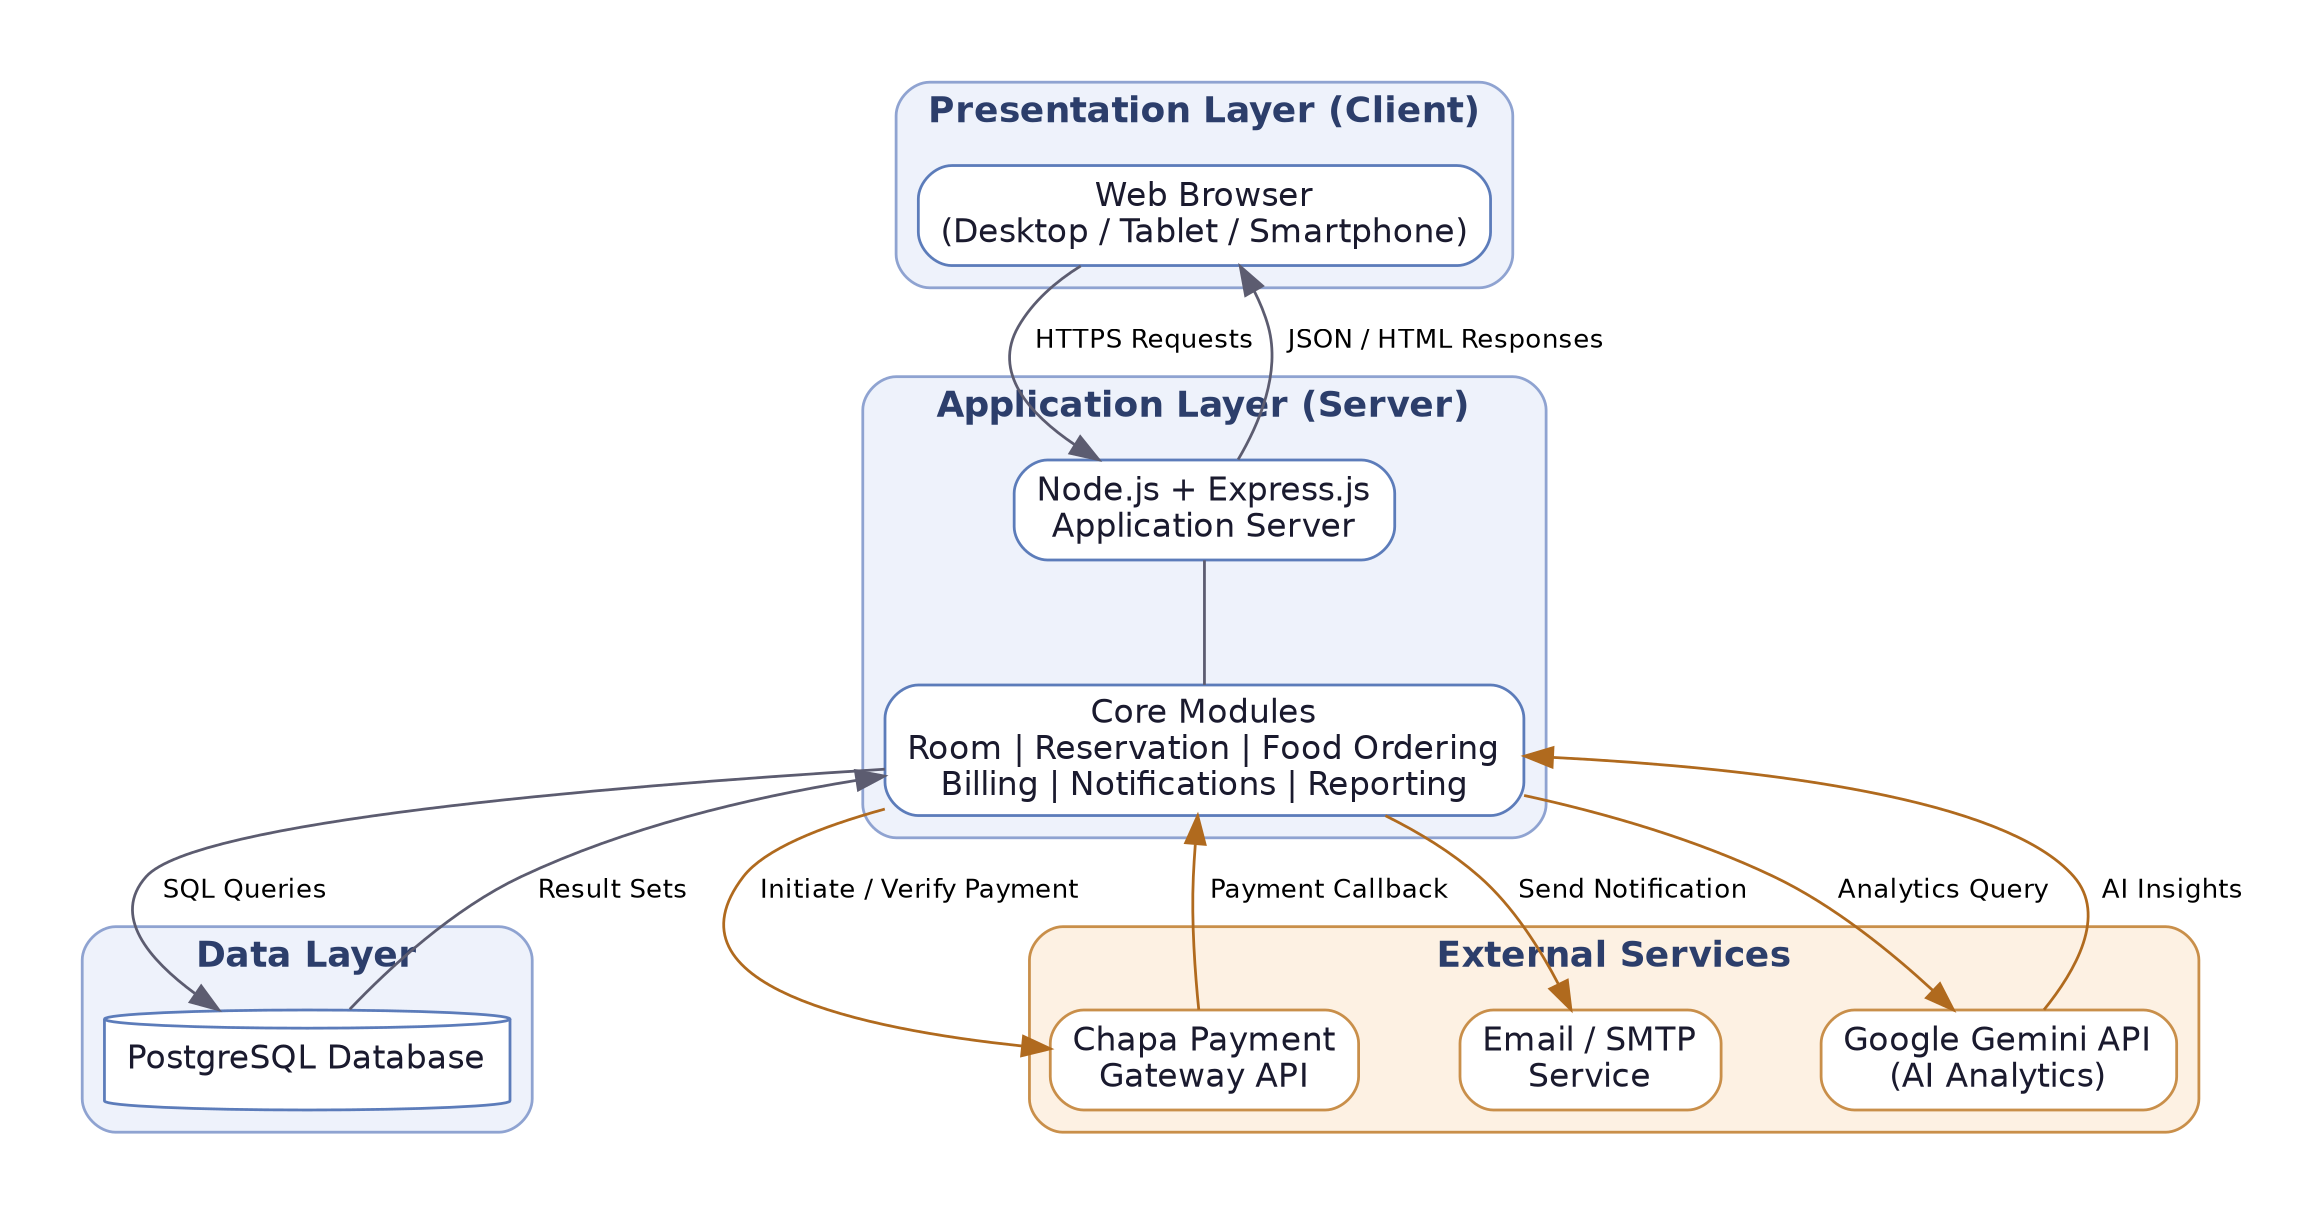 Presentation Layer (Client)
Web Browser
(Desktop / Tablet / Smartphone)
HTTPS Requests
JSON / HTML Responses
Application Layer (Server)
Node.js + Express.js
Application Server
Core Modules
Room | Reservation | Food Ordering
Billing | Notifications | Reporting
SQL Queries
Result Sets
Initiate / Verify Payment
Payment Callback
Send Notification
Analytics Query
AI Insights
Data Layer
PostgreSQL Database
External Services
Chapa Payment
Gateway API
Email / SMTP
Service
Google Gemini API
(AI Analytics)